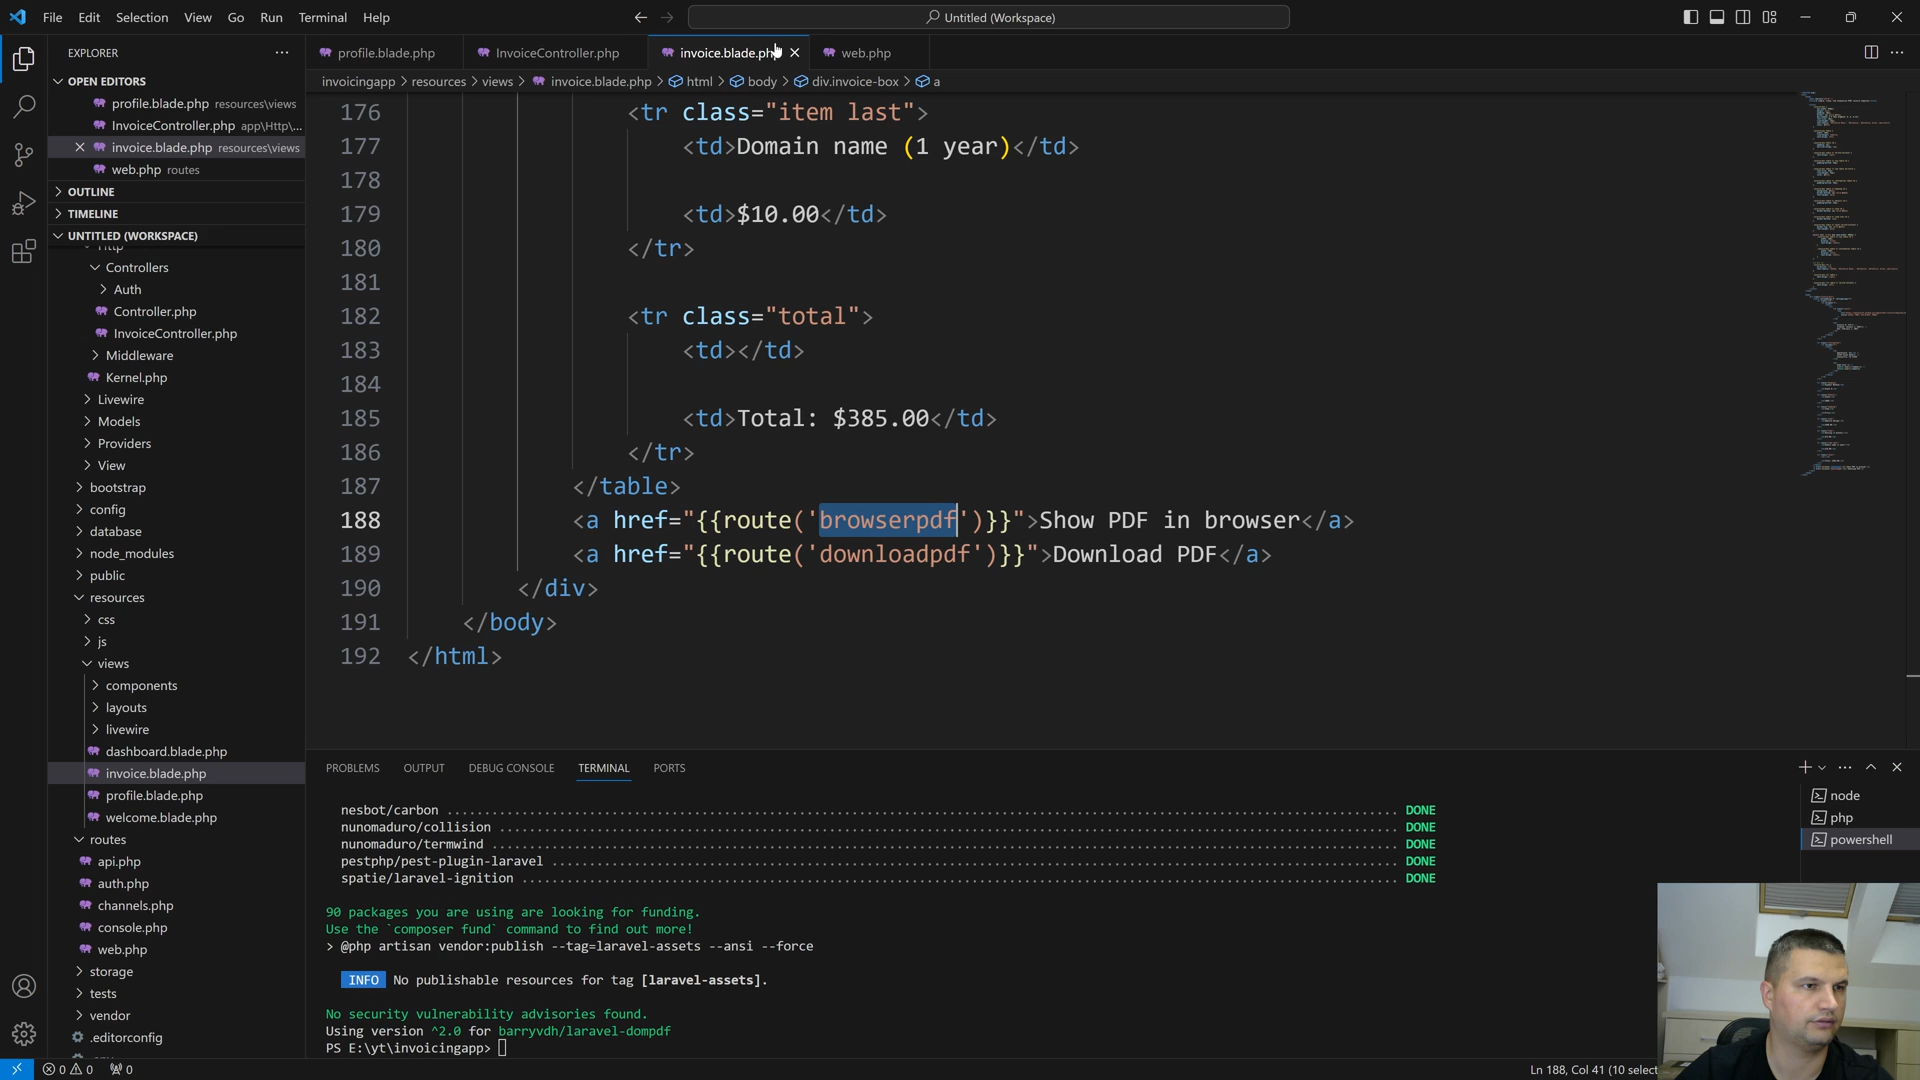 File Edit Selection View Go Run Terminal Help
Untitled (Workspace)
EXPLORER
OPEN EDITORS
profile.blade.php resources\views
InvoiceController.php app\Http\...
invoice.blade.php resources\views
web.php routes
OUTLINE
TIMELINE
UNTITLED (WORKSPACE)
Http
Controllers
Auth
Controller.php
InvoiceController.php
Middleware
Kernel.php
Livewire
Models
Providers
View
bootstrap
config
database
node_modules
public
resources
css
js
views
components
layouts
livewire
dashboard.blade.php
invoice.blade.php
profile.blade.php
welcome.blade.php
routes
api.php
auth.php
channels.php
console.php
web.php
storage
tests
vendor
.editorconfig
profile.blade.php InvoiceController.php invoice.blade.php web.php
invoicingapp > resources > views > invoice.blade.php > html > body > div.invoice-box > a
176 <tr class="item last">
177 <td>Domain name (1 year)</td>
178
179 <td>$10.00</td>
180 </tr>
181
182 <tr class="total">
183 <td></td>
184
185 <td>Total: $385.00</td>
186 </tr>
187 </table>
188 <a href="{{route('browserpdf')}}">Show PDF in browser</a>
189 <a href="{{route('downloadpdf')}}">Download PDF</a>
190 </div>
191 </body>
192 </html>
PROBLEMS OUTPUT DEBUG CONSOLE TERMINAL PORTS
nesbot/carbon ........ DONE
nunomaduro/collision ........ DONE
nunomaduro/termwind ........ DONE
pestphp/pest-plugin-laravel ........ DONE
spatie/laravel-ignition ........ DONE
90 packages you are using are looking for funding.
Use the `composer fund` command to find out more!
> @php artisan vendor:publish --tag=laravel-assets --ansi --force
INFO No publishable resources for tag [laravel-assets].
No security vulnerability advisories found.
Using version ^2.0 for barryvdh/laravel-dompdf
PS E:\yt\invoicingapp>
node
php
powershell
0 0 0
Ln 188, Col 41 (10 select